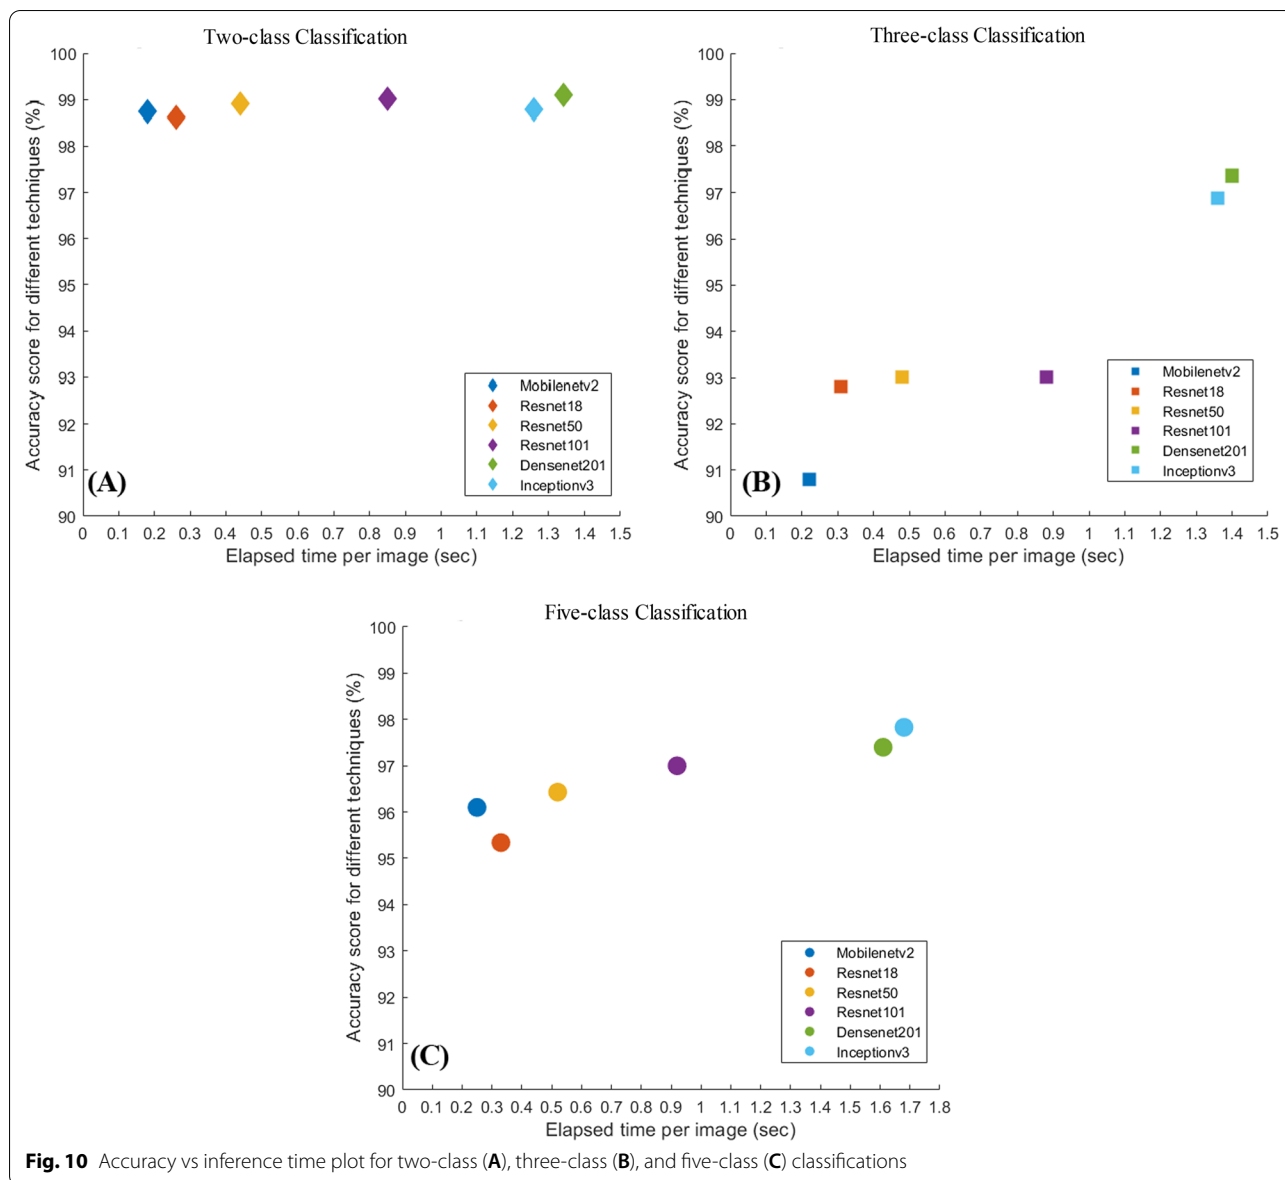 Two-class Classification
Accuracy score for different techniques (%)
100
99
98
97
96
95
94
93
92
91
90
Mobilenetv2
Resnet18
Resnet50
Resnet101
Densenet201
Inceptionv3
(A)
0 0.1 0.2 0.3 0.4 0.5 0.6 0.7 0.8 0.9 1 1.1 1.2 1.3 1.4 1.5
Elapsed time per image (sec)
Three-class Classification
Accuracy score for different techniques (%)
100
99
98
97
96
95
94
93
92
91
90
Mobilenetv2
Resnet18
Resnet50
Resnet101
Densenet201
Inceptionv3
(B)
0 0.1 0.2 0.3 0.4 0.5 0.6 0.7 0.8 0.9 1 1.1 1.2 1.3 1.4 1.5
Elapsed time per image (sec)
Five-class Classification
Accuracy score for different techniques (%)
100
99
98
97
96
95
94
93
92
91
90
Mobilenetv2
Resnet18
Resnet50
Resnet101
Densenet201
Inceptionv3
(C)
0 0.1 0.2 0.3 0.4 0.5 0.6 0.7 0.8 0.9 1 1.1 1.2 1.3 1.4 1.5 1.6 1.7 1.8
Elapsed time per image (sec)
Fig. 10 Accuracy vs inference time plot for two-class (A), three-class (B), and five-class (C) classifications